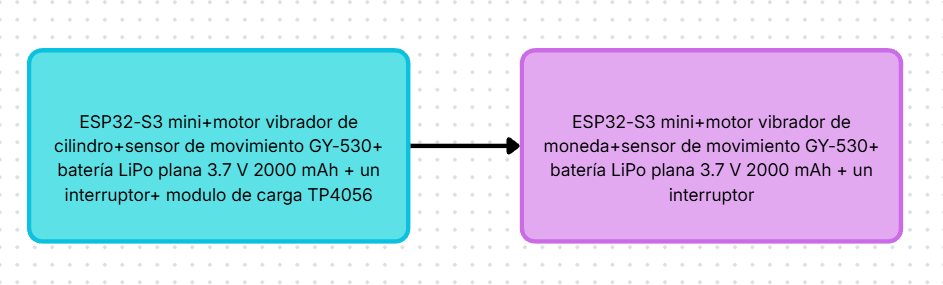 ESP32-S3 mini+motor vibrador de
cilindro+sensor de movimiento GY-530+
batería LiPo plana 3.7 V 2000 mAh + un
interruptor+ modulo de carga TP4056
ESP32-S3 mini+motor vibrador de
moneda+sensor de movimiento GY-530+
batería LiPo plana 3.7 V 2000 mAh + un
interruptor